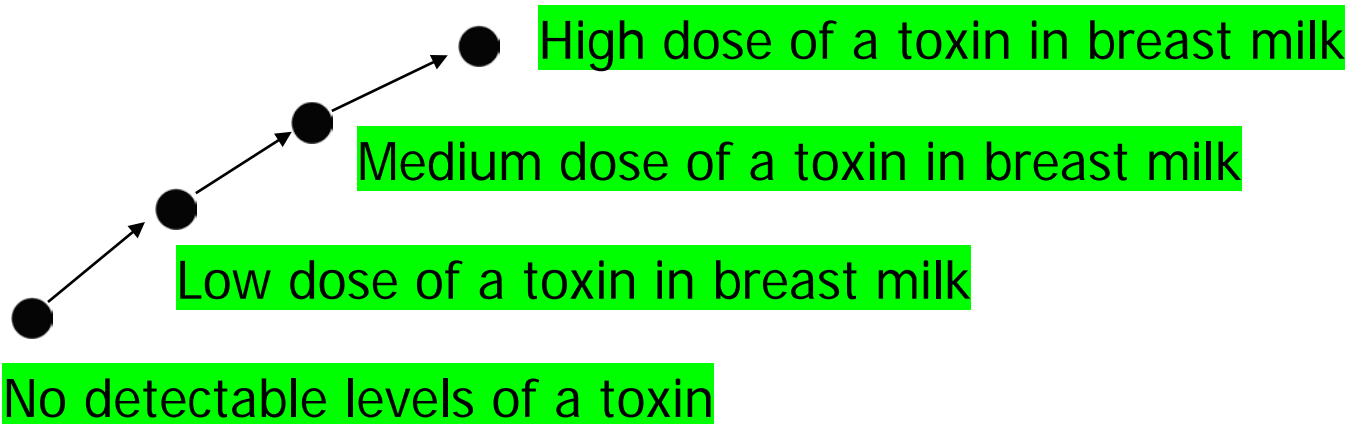 High dose of a toxin in breast milk
Medium dose of a toxin in breast milk
Low dose of a toxin in breast milk
No detectable levels of a toxin